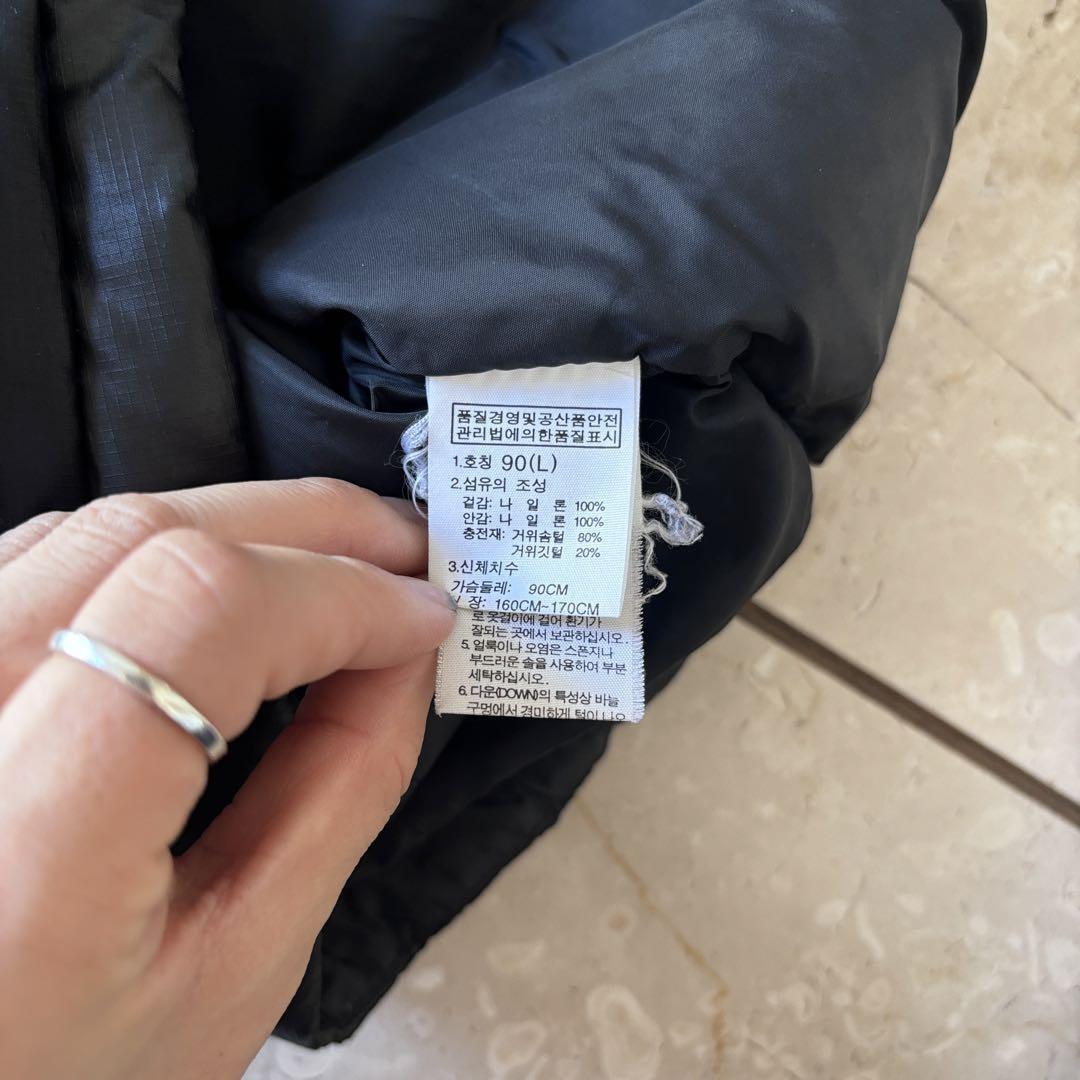 품질경영및공산품안전
관리법에의한품질표시
1.호칭 90(L)
2.섬유의 조성
겉감: 나 일 론 100%
안감: 나 일 론 100%
충전재: 거위솜털 80%
거위깃털 20%
3.신체치수
가슴둘레: 90CM
장: 160CM~170CM
로 옷걸이에 걸어 환기가
잘되는 곳에서 보관하십시오.
5. 얼룩이나 오염은 스폰지나
부드러운 솔을 사용하여 부분
세탁하십시오.
6. 다운(DOWN)의 특성상 바늘
구멍에서 경미하게 털이 나오